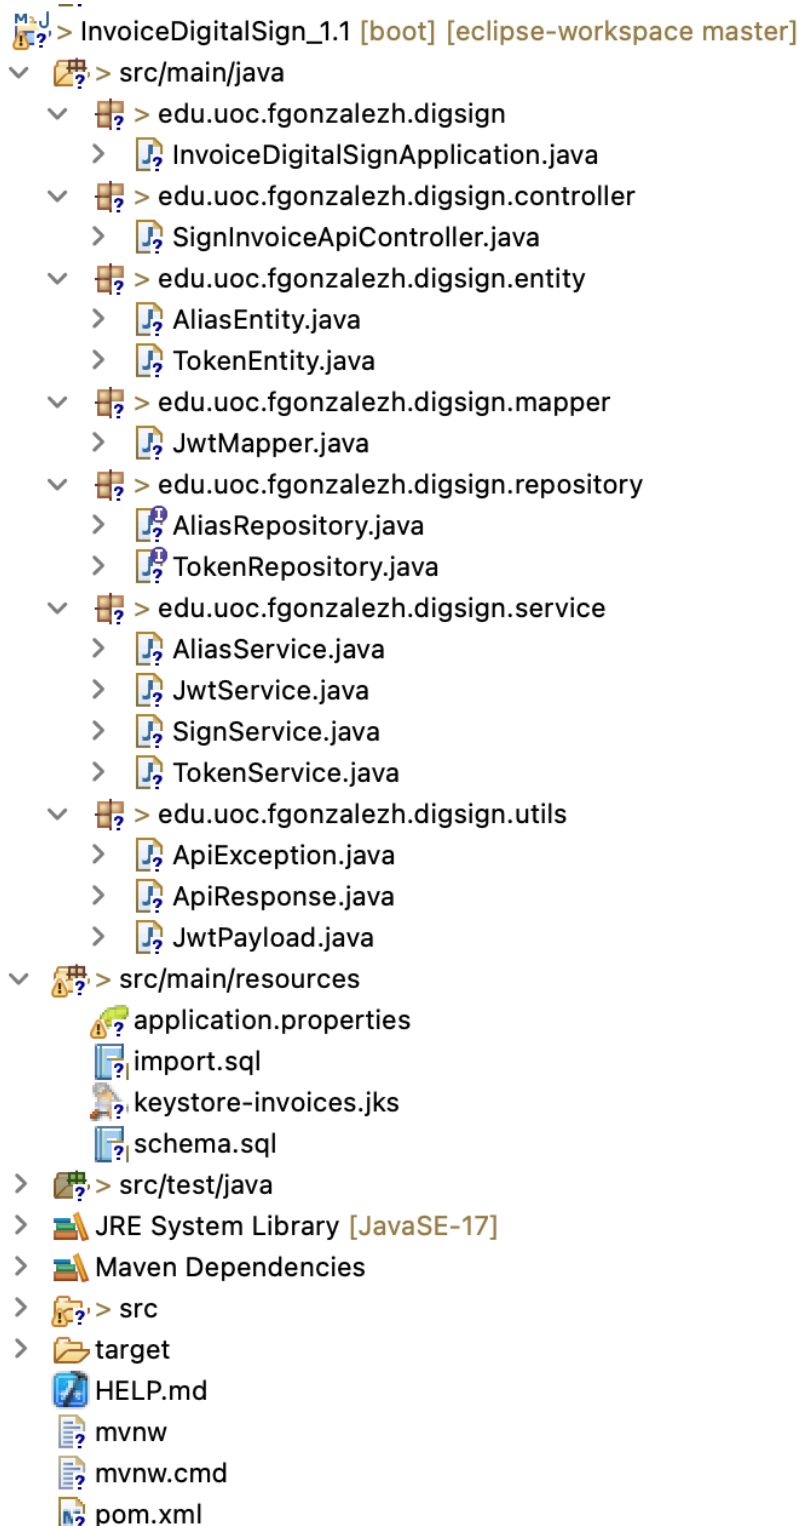 > InvoiceDigitalSign_1.1 [boot] [eclipse-workspace master]
> src/main/java
> edu.uoc.fgonzalezh.digsign
InvoiceDigitalSignApplication.java
> edu.uoc.fgonzalezh.digsign.controller
SignInvoiceApiController.java
> edu.uoc.fgonzalezh.digsign.entity
AliasEntity.java
TokenEntity.java
> edu.uoc.fgonzalezh.digsign.mapper
JwtMapper.java
> edu.uoc.fgonzalezh.digsign.repository
AliasRepository.java
TokenRepository.java
> edu.uoc.fgonzalezh.digsign.service
AliasService.java
JwtService.java
SignService.java
TokenService.java
> edu.uoc.fgonzalezh.digsign.utils
ApiException.java
ApiResponse.java
JwtPayload.java
> src/main/resources
application.properties
import.sql
keystore-invoices.jks
schema.sql
> src/test/java
JRE System Library [JavaSE-17]
Maven Dependencies
> src
target
HELP.md
mvnw
mvnw.cmd
pom.xml